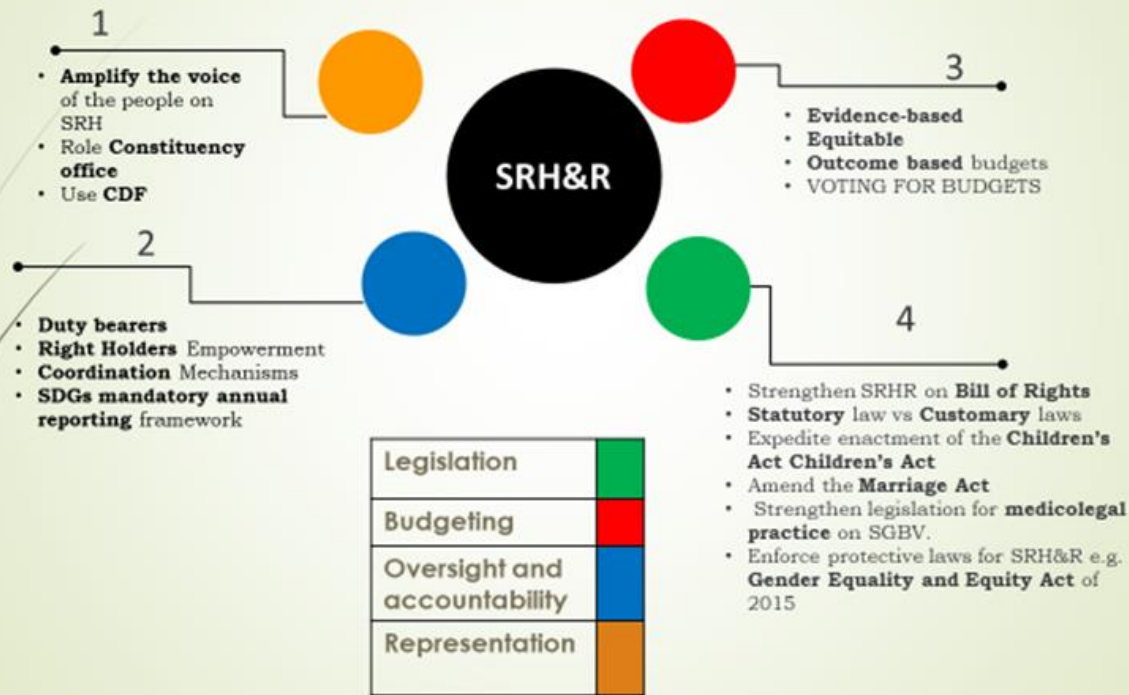 1
• Amplify the voice
of the people on
SRH
• Role Constituency
office
• Use CDF
2
• Duty bearers
• Right Holders Empowerment
• Coordination Mechanisms
• SDGs mandatory annual
reporting framework
SRH&R
3
• Evidence-based
• Equitable
• Outcome based budgets
• VOTING FOR BUDGETS
4
• Strengthen SRHR on Bill of Rights
• Statutory law vs Customary laws
• Expedite enactment of the Children's
Act Children's Act
• Amend the Marriage Act
• Strengthen legislation for medicolegal
practice on SGBV.
• Enforce protective laws for SRH&R e.g.
Gender Equality and Equity Act of
2015
Legislation
Budgeting
Oversight and
accountability
Representation